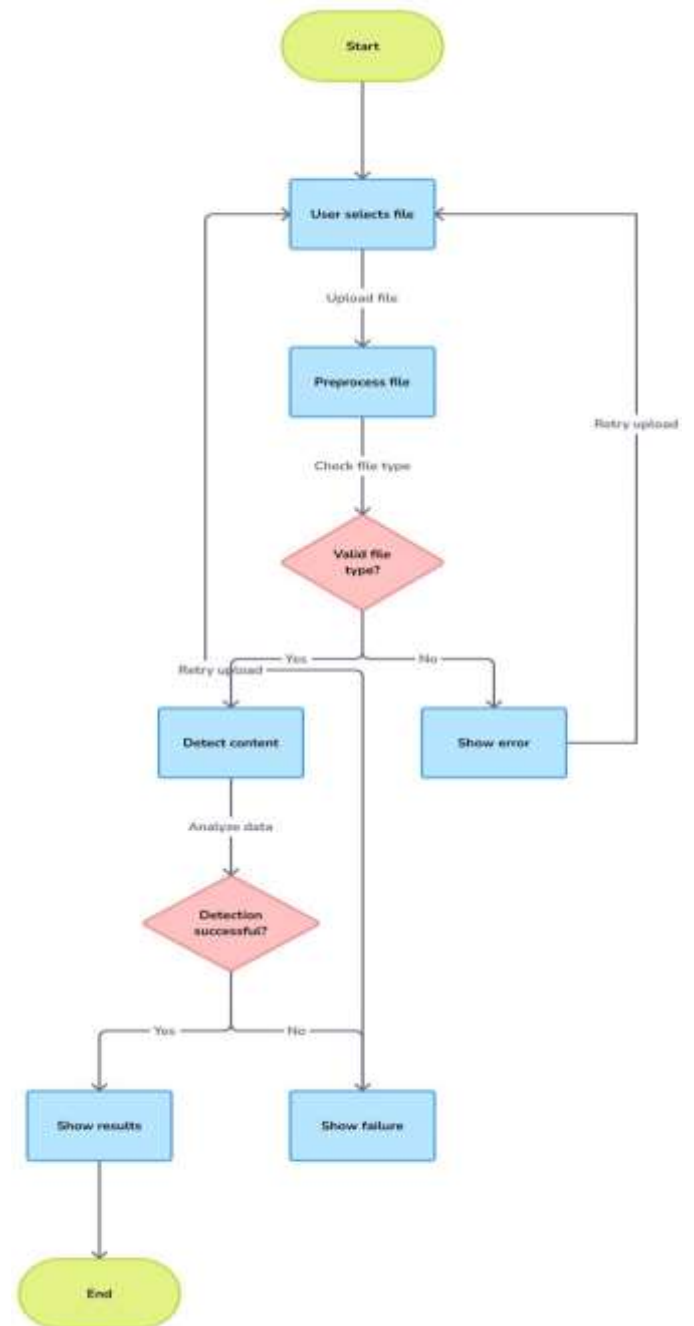 Start
User selects file
Upload file
Preprocess file
Retry upload
Check file type
Valid file
type?
Yes
No
Retry upload
Detect content
Show error
Analyze data
Detection
successful?
Yes
No
Show results
Show failure
End